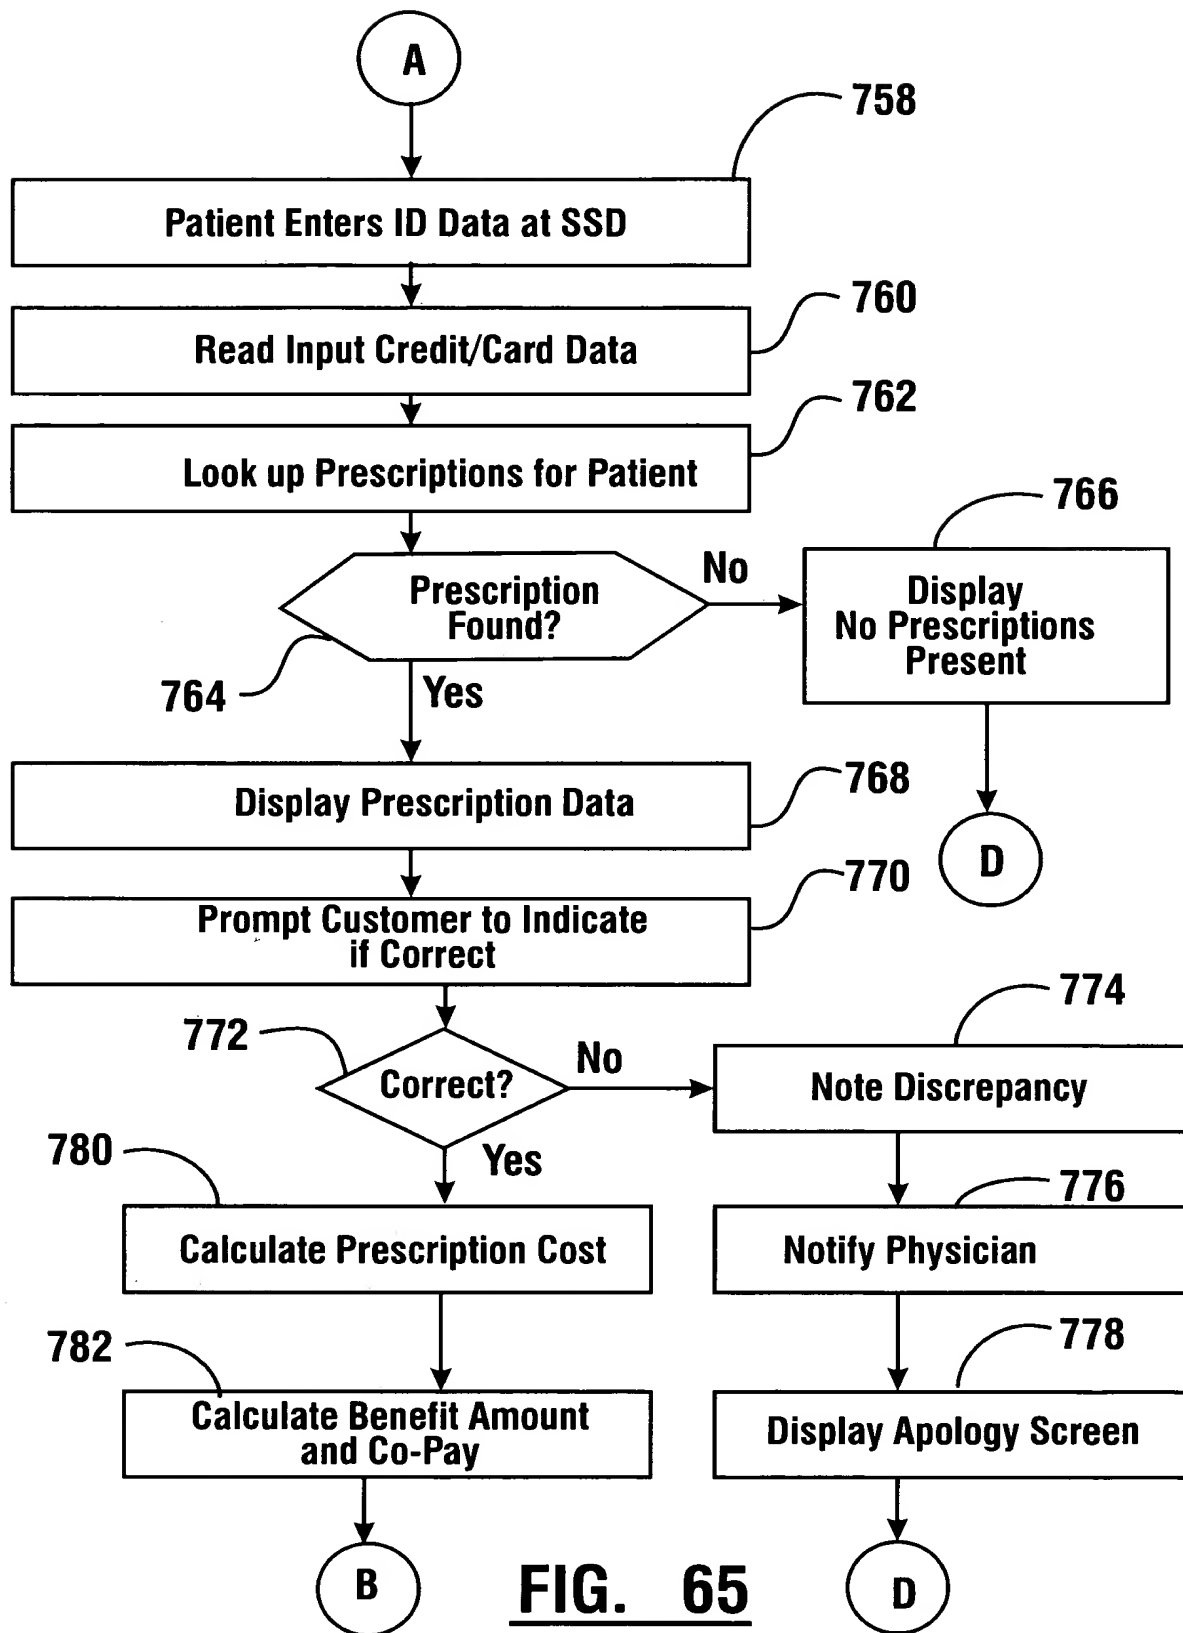 A
758
Patient Enters ID Data at SSD
760
Read Input Credit/Card Data
762
Look up Prescriptions for Patient
766
Prescription
Found?
No
Display
No Prescriptions
Present
764
Yes
768
Display Prescription Data
D
770
Prompt Customer to Indicate
if Correct
774
772
Correct?
No
Note Discrepancy
780
Yes
776
Calculate Prescription Cost
Notify Physician
782
778
Calculate Benefit Amount
and Co-Pay
Display Apology Screen
B
FIG. 65
D